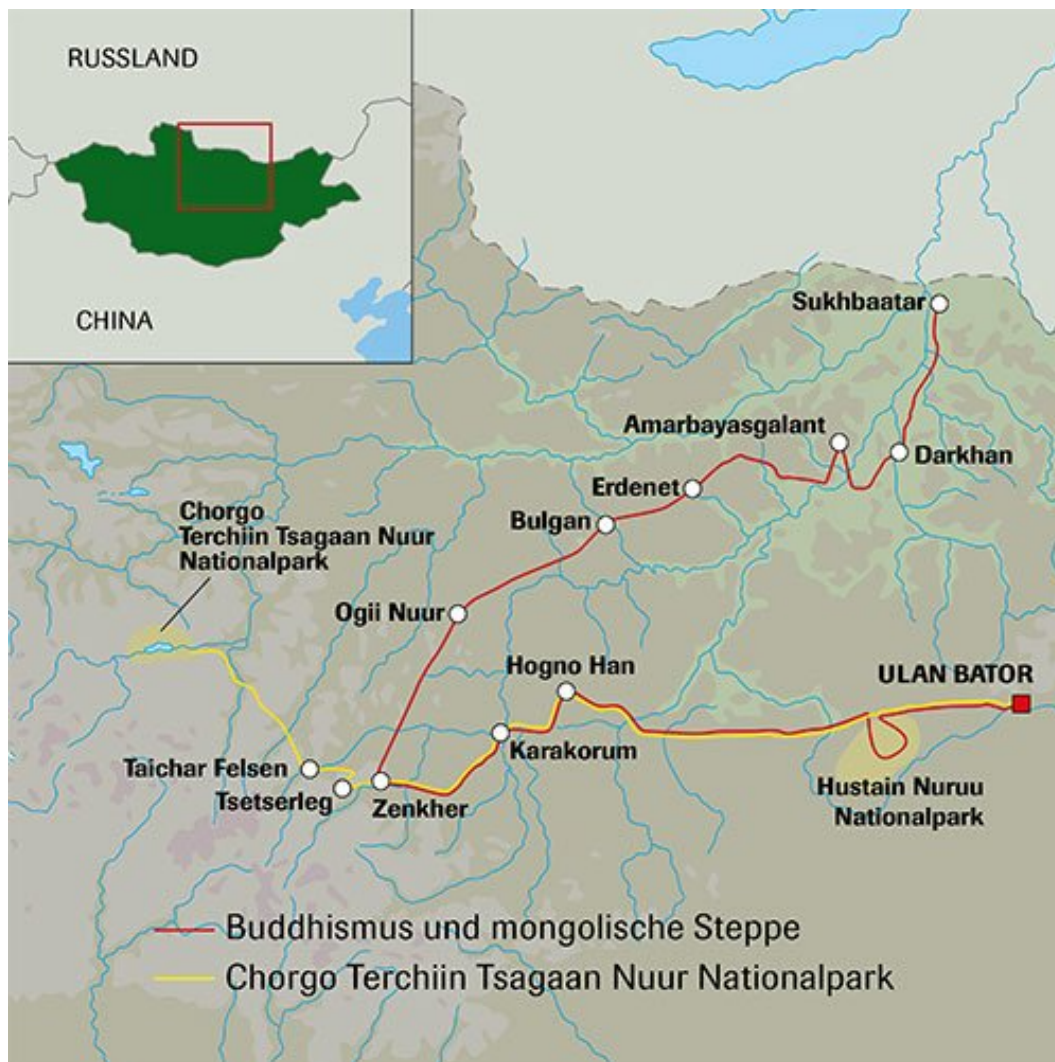 RUSSLAND
CHINA
Sukhbaatar
Amarbayasgalant
Darkhan
Erdenet
Bulgan
Chorgo
Terchiin Tsagaan Nuur
Nationalpark
Ogii Nuur
Hogno Han
ULAN BATOR
Karakorum
Taichar Felsen
Tsetserleg
Zenkher
Hustain Nuruu
Nationalpark
Buddhismus und mongolische Steppe
Chorgo Terchiin Tsagaan Nuur Nationalpark